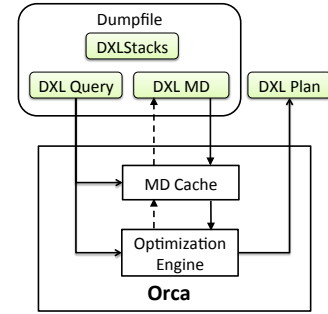 Dumpfile
DXLStacks
DXL Query
DXL MD
DXL Plan
MD Cache
Optimization
Engine
Orca